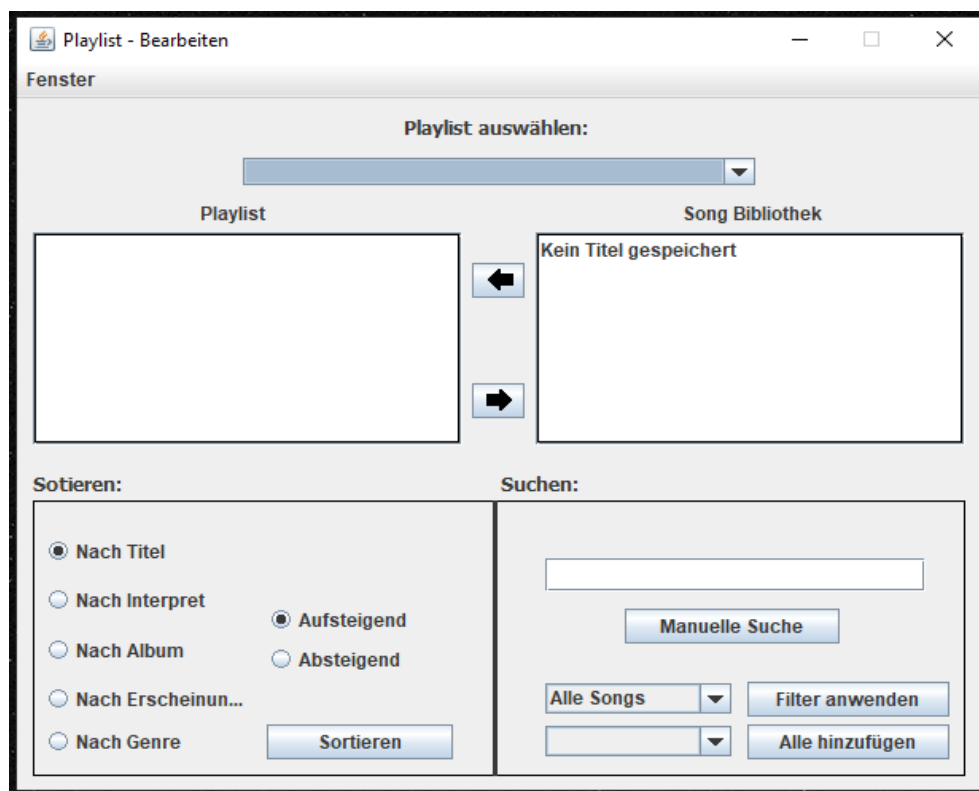 Playlist - Bearbeiten
Fenster
Playlist auswählen:
Playlist
Song Bibliothek
Kein Titel gespeichert
Sotieren:
Nach Titel
Nach Interpret
Nach Album
Nach Erscheinun...
Nach Genre
Aufsteigend
Absteigend
Sortieren
Suchen:
Manuelle Suche
Alle Songs
Filter anwenden
Alle hinzufügen